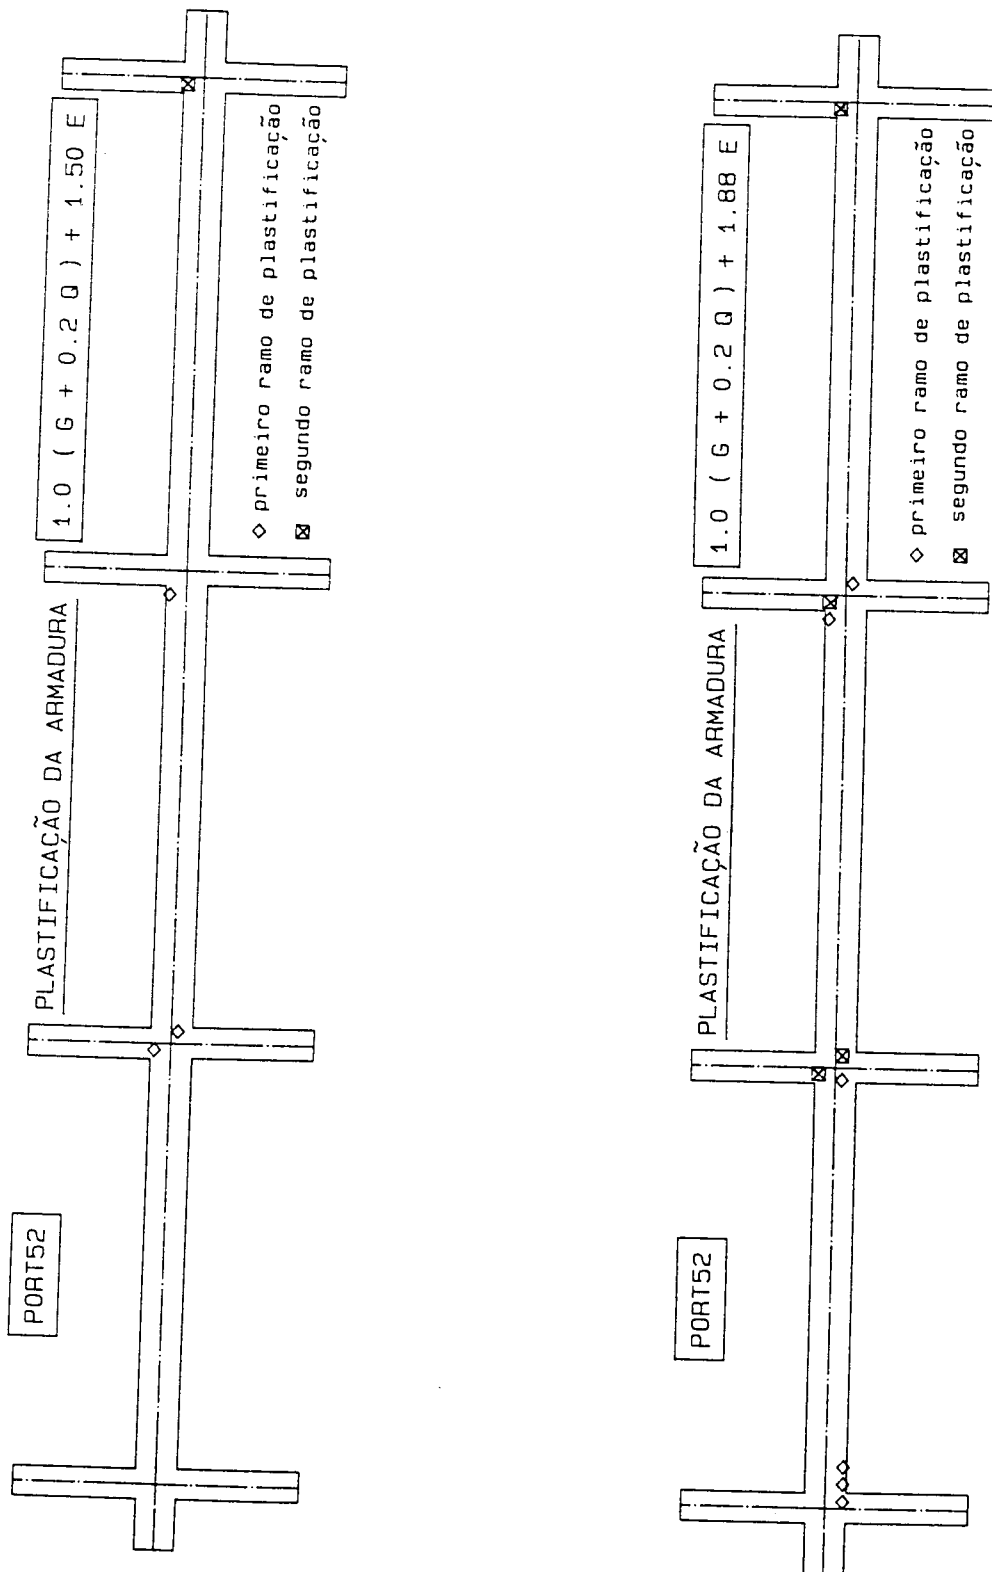 PORT52
PLASTIFICAÇÃO DA ARMADURA
1.0 ( G + 0.2 Q ) + 1.50 E
primeiro ramo de plastificação
segundo ramo de plastificação
PORT52
PLASTIFICAÇÃO DA ARMADURA
1.0 ( G + 0.2 Q ) + 1.88 E
primeiro ramo de plastificação
segundo ramo de plastificação